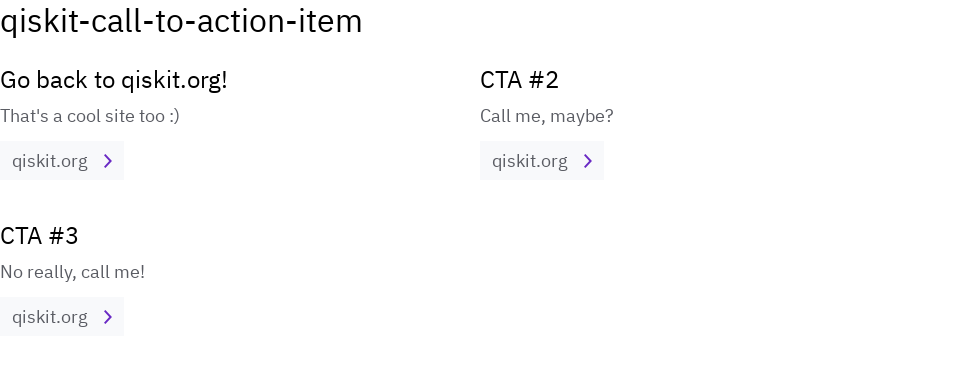 qiskit-call-to-action-item
Go back to qiskit.org!
That's a cool site too :)
qiskit.org
CTA #2
Call me, maybe?
qiskit.org
CTA #3
No really, call me!
qiskit.org